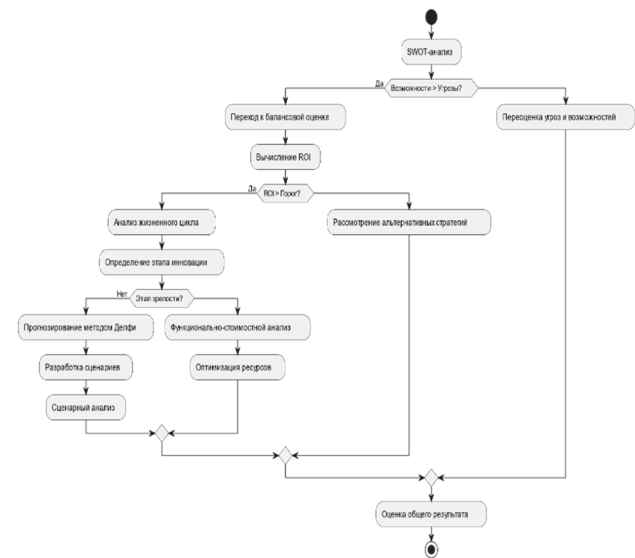 SWOT-анализ
Да
Возможности > Угрозы?
Переход к балансовой оценке
Переоценка угроз и возможностей
Вычисление ROI
Да
ROI > Порог?
Анализ жизненного цикла
Рассмотрение альтернативных стратегий
Определение этапа инновации
Нет
Этап зрелости?
Прогнозирование методом Делфи
Функционально-стоимостной анализ
Разработка сценариев
Оптимизация ресурсов
Сценарный анализ
Оценка общего результата